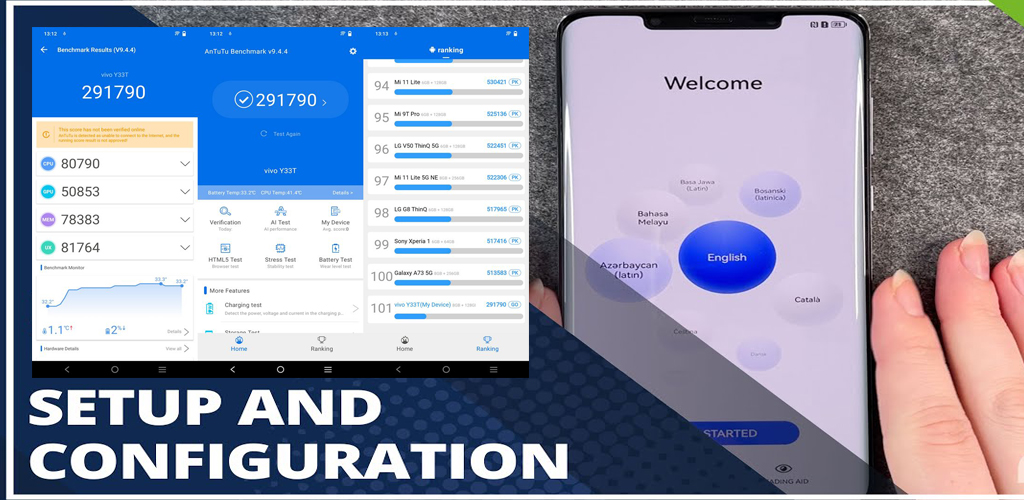 13:12
Benchmark Results (V9.4.4)
vivo Y33T
291790
This score has not been verified online
AnTuTu is detected as unable to connect to the Internet, and the
running score result is not approved!
CPU 80790
GPU 50853
MEM 78383
UX 81764
Benchmark Monitor
32.2°
33.3°
33.2°
1.1°C↑
2%↓
Details
Hardware Details
View all
13:12
AnTuTu Benchmark v9.4.4
291790
Test Again
vivo Y33T
Battery Temp:33.2°C CPU Temp:41.4°C
Details
Verification
Today
AI Test
AI performance
My Device
Avg. score 0
HTML5 Test
Browser test
Stress Test
Stability test
Battery Test
Wear level test
More Features
Charging test
Detect the power, voltage and current in the charging p...
Storage Test
Home
Ranking
13:13
ranking
94 Mi 11 Lite 6GB + 128GB 530421 PK
95 Mi 9T Pro 525136 PK
96 LG V50 ThinQ 5G 522451 PK
97 Mi 11 Lite 5G NE 522306 PK
98 LG G8 ThinQ 517965 PK
99 Sony Xperia 1 517416 PK
100 Galaxy A73 5G 513583 PK
101 vivo Y33T(My Device) 291790 GO
Home
Ranking
Welcome
Basa Jawa
(Latin)
Bosanski
(latinica)
Bahasa
Melayu
English
Azərbaycan
(latın)
Català
Čeština
Dansk
STARTED
ADING AID
SETUP AND
CONFIGURATION